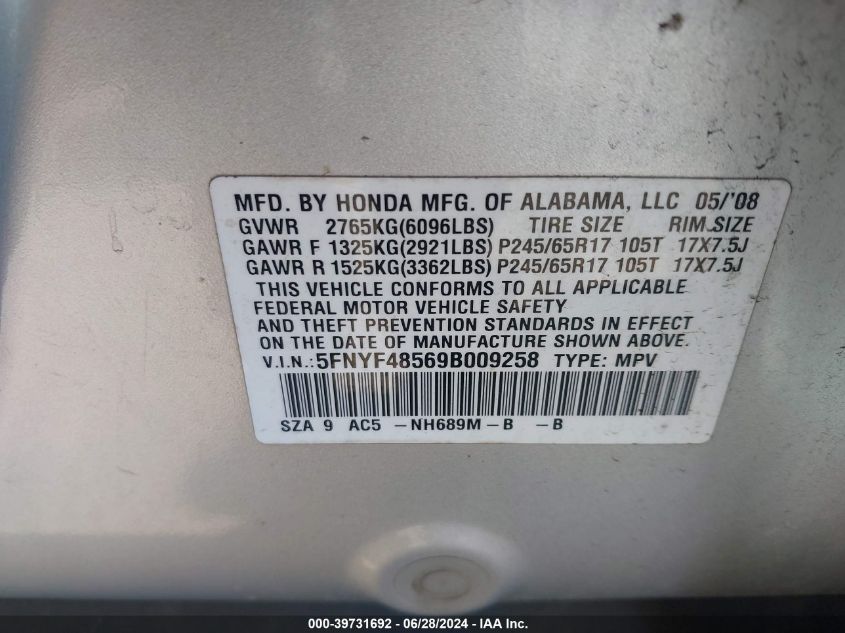 MFD. BY HONDA MFG. OF ALABAMA, LLC 05/'08
GVWR 2765KG(6096LBS) TIRE SIZE RIM SIZE
GAWR F 1325KG(2921LBS) P245/65R17 105T 17X7.5J
GAWR R 1525KG(3362LBS) P245/65R17 105T 17X7.5J
THIS VEHICLE CONFORMS TO ALL APPLICABLE
FEDERAL MOTOR VEHICLE SAFETY
AND THEFT PREVENTION STANDARDS IN EFFECT
ON THE DATE OF MANUFACTURE SHOWN ABOVE.
V.I.N.:5FNYF48569B009258 TYPE: MPV
SZA 9 AC5 -NH689M-B -B
000-39731692 - 06/28/2024 - IAA Inc.